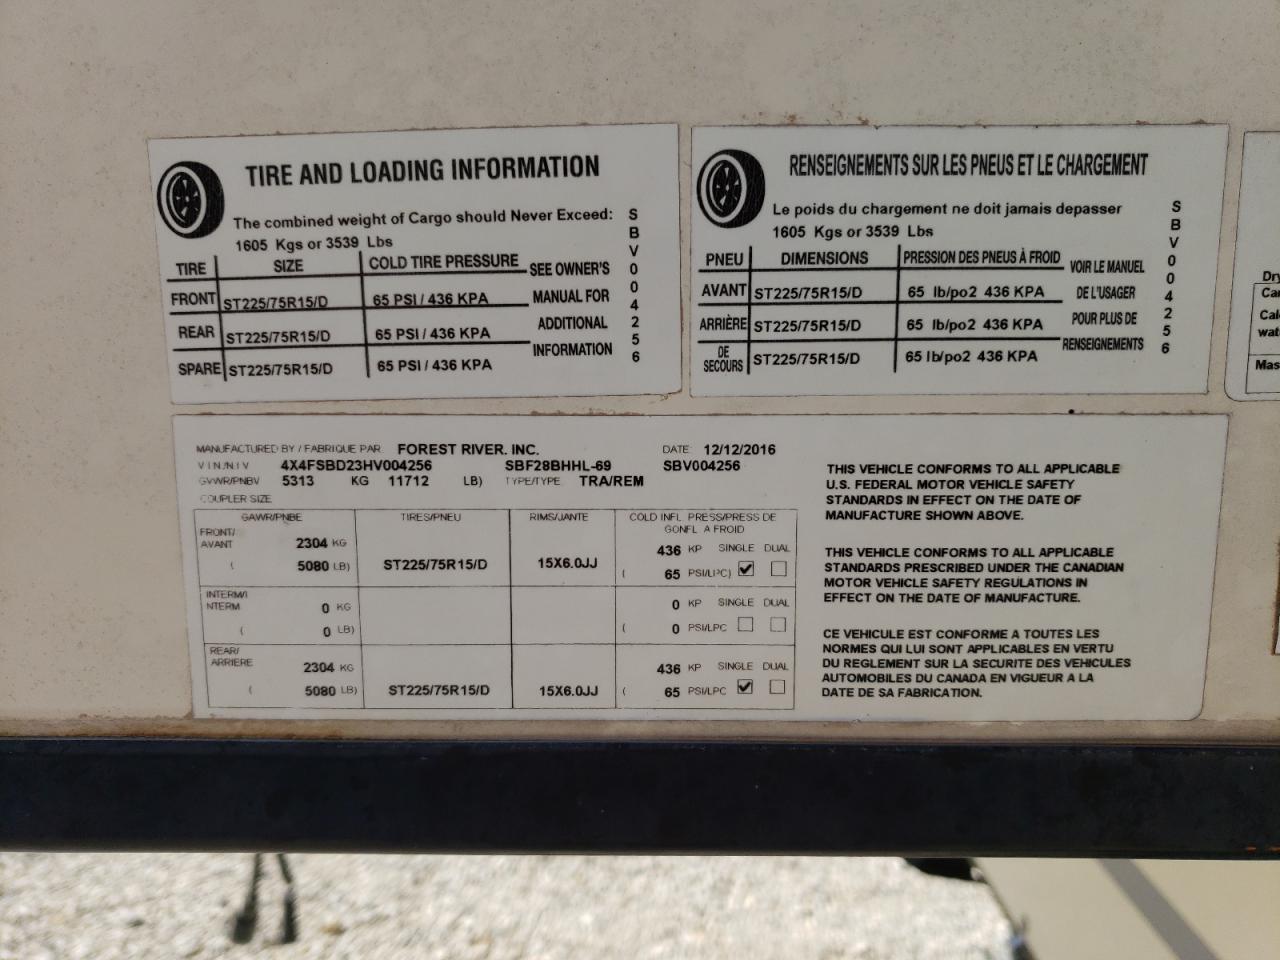 TIRE AND LOADING INFORMATION
The combined weight of Cargo should Never Exceed:
1605 Kgs or 3539 Lbs
TIRE SIZE COLD TIRE PRESSURE SEE OWNER'S
FRONT ST225/75R15/D 65 PSI / 436 KPA MANUAL FOR
REAR ST225/75R15/D 65 PSI / 436 KPA ADDITIONAL
SPARE ST225/75R15/D 65 PSI / 436 KPA INFORMATION
SBV004256
RENSEIGNEMENTS SUR LES PNEUS ET LE CHARGEMENT
Le poids du chargement ne doit jamais depasser
1605 Kgs or 3539 Lbs
PNEU DIMENSIONS PRESSION DES PNEUS À FROID VOIR LE MANUEL
AVANT ST225/75R15/D 65 lb/po2 436 KPA DE L'USAGER
ARRIÈRE ST225/75R15/D 65 lb/po2 436 KPA POUR PLUS DE
DE SECOURS ST225/75R15/D 65 lb/po2 436 KPA RENSEIGNEMENTS
SBV004256
MANUFACTURED BY / FABRIQUE PAR FOREST RIVER, INC. DATE: 12/12/2016
V I N /N I V 4X4FSBD23HV004256 SBF28BHHL-69 SBV004256
GVWR/PNBV 5313 KG 11712 LB) TYPE/TYPE TRA/REM
COUPLER SIZE
GAWR/PNBE TIRES/PNEU RIMS/JANTE COLD INFL PRESS/PRESS DE
GONFL A FROID
FRONT/
AVANT 2304 KG 436 KP SINGLE DUAL
( 5080 LB) ST225/75R15/D 15X6.0JJ ( 65 PSI/LPC)
INTERM/
NTERM 0 KG 0 KP SINGLE DUAL
( 0 LB) ( 0 PSI/LPC
REAR/
ARRIERE 2304 KG 436 KP SINGLE DUAL
( 5080 LB) ST225/75R15/D 15X6.0JJ ( 65 PSI/LPC
THIS VEHICLE CONFORMS TO ALL APPLICABLE
U.S. FEDERAL MOTOR VEHICLE SAFETY
STANDARDS IN EFFECT ON THE DATE OF
MANUFACTURE SHOWN ABOVE.
THIS VEHICLE CONFORMS TO ALL APPLICABLE
STANDARDS PRESCRIBED UNDER THE CANADIAN
MOTOR VEHICLE SAFETY REGULATIONS IN
EFFECT ON THE DATE OF MANUFACTURE.
CE VEHICULE EST CONFORME A TOUTES LES
NORMES QUI LUI SONT APPLICABLES EN VERTU
DU REGLEMENT SUR LA SECURITE DES VEHICULES
AUTOMOBILES DU CANADA EN VIGUEUR A LA
DATE DE SA FABRICATION.